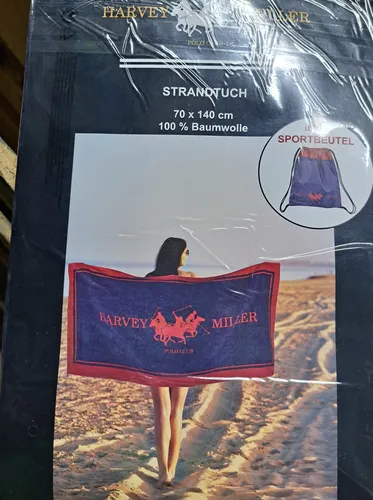 HARVEY MILLER
POLO CLUB
STRANDTUCH
70 x 140 cm
100 % Baumwolle
SPORTBEUTEL
HARVEY MILLER
POLO CLUB